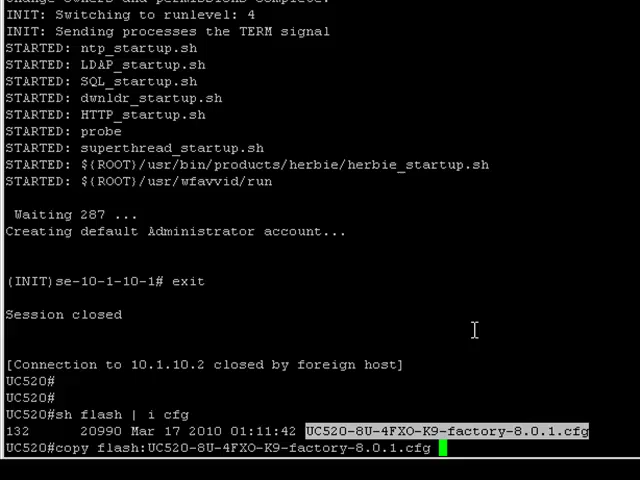 change owners and permissions complete.
INIT: Switching to runlevel: 4
INIT: Sending processes the TERM signal
STARTED: ntp_startup.sh
STARTED: LDAP_startup.sh
STARTED: SQL_startup.sh
STARTED: dwnldr_startup.sh
STARTED: HTTP_startup.sh
STARTED: probe
STARTED: superthread_startup.sh
STARTED: ${ROOT}/usr/bin/products/herbie/herbie_startup.sh
STARTED: ${ROOT}/usr/wfavvid/run
Waiting 287 ...
Creating default Administrator account...
(INIT)se-10-1-10-1# exit
Session closed
[Connection to 10.1.10.2 closed by foreign host]
UC520#
UC520#
UC520#sh flash | i cfg
132 20990 Mar 17 2010 01:11:42 UC520-8U-4FXO-K9-factory-8.0.1.cfg
UC520#copy flash:UC520-8U-4FXO-K9-factory-8.0.1.cfg